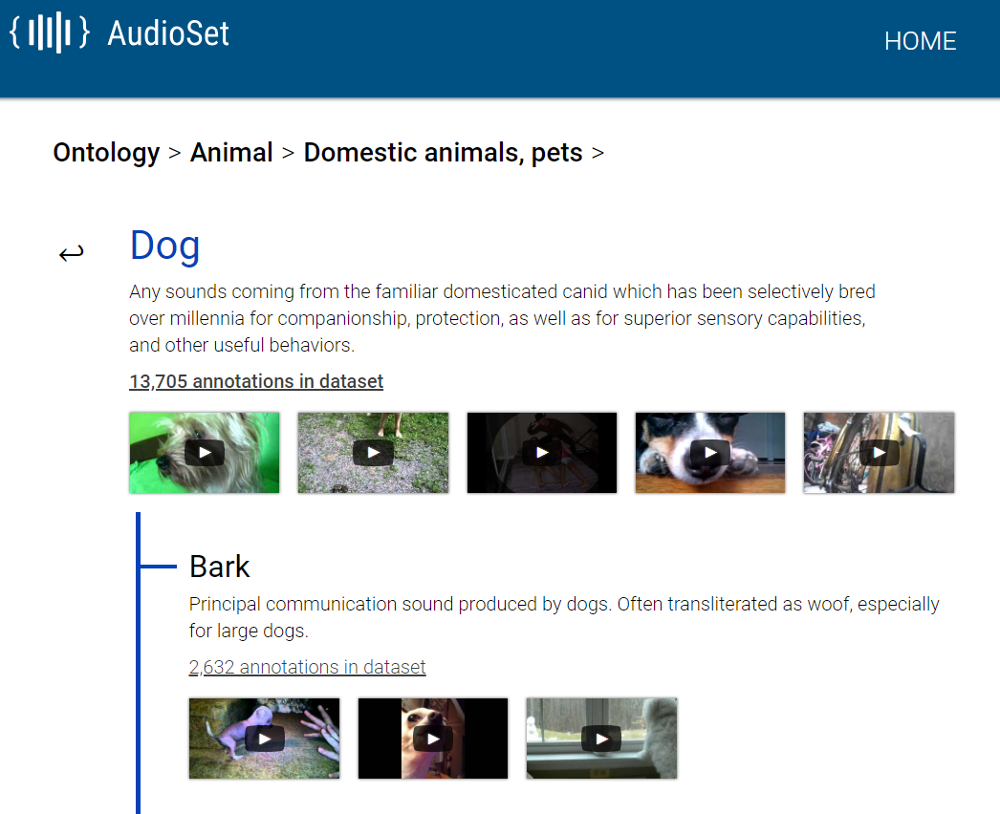 AudioSet
HOME
Ontology > Animal > Domestic animals, pets >
Dog
Any sounds coming from the familiar domesticated canid which has been selectively bred
over millennia for companionship, protection, as well as for superior sensory capabilities,
and other useful behaviors.
13,705 annotations in dataset
Bark
Principal communication sound produced by dogs. Often transliterated as woof, especially
for large dogs.
2,632 annotations in dataset